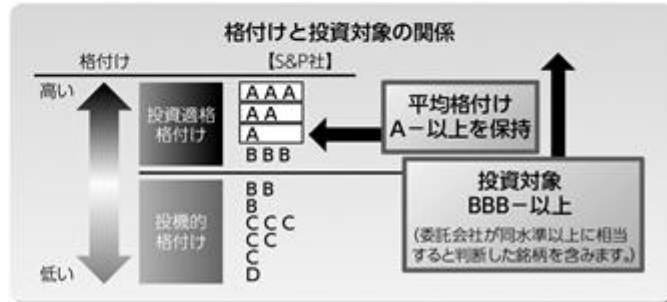 格付けと投資対象の関係
格付け
【S&P社】
高い
投資適格
格付け
AAA
AA
A
BBB
平均格付け
A－以上を保持
投機的
格付け
BB
B
CCC
CC
C
D
低い
投資対象
BBB－以上
(委託会社が同水準以上に相当
すると判断した銘柄を含みます。)